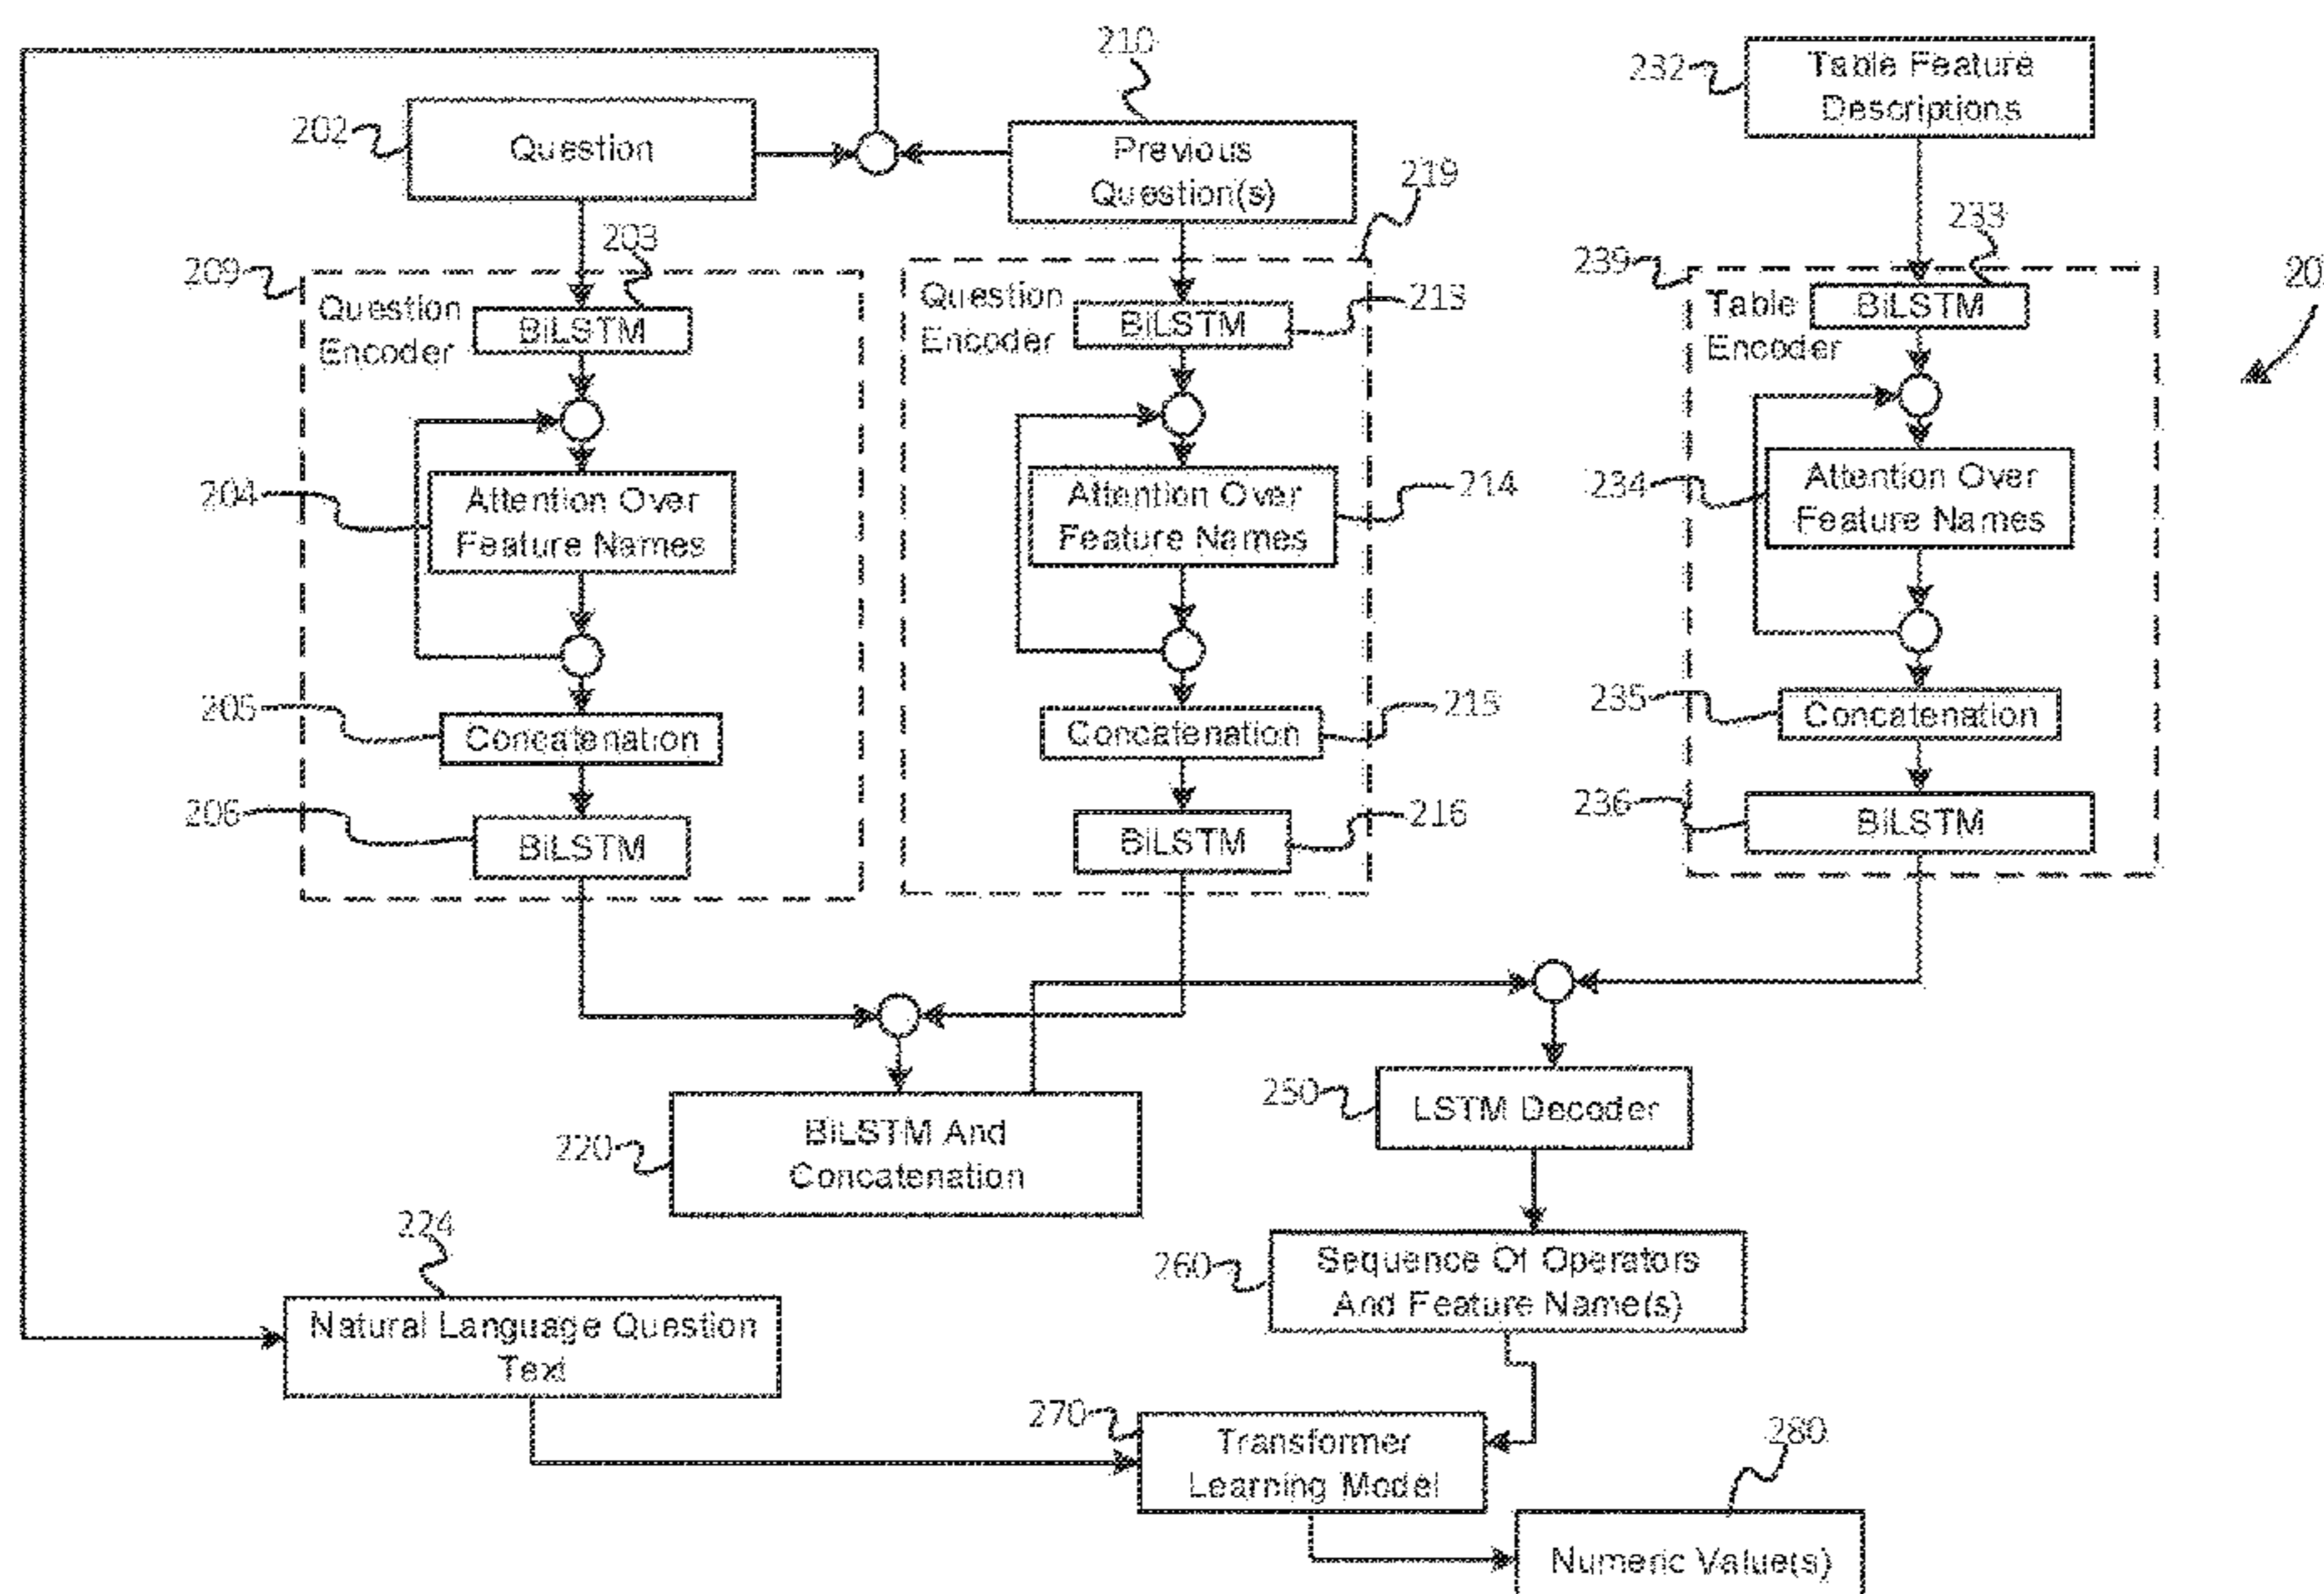 210
232
Table Feature
Descriptions
202
Question
Previous
Question(s)
219
209
203
239
233
Question
Encoder
BiLSTM
Question
Encoder
BiLSTM
213
Table
Encoder
BiLSTM
204
Attention Over
Feature Names
Attention Over
Feature Names
214
234
Attention Over
Feature Names
205
Concatenation
Concatenation
215
235
Concatenation
206
BiLSTM
BiLSTM
216
236
BiLSTM
220
BiLSTM And
Concatenation
250
LSTM Decoder
224
Natural Language Question
Text
260
Sequence Of Operators
And Feature Name(s)
270
Transformer
Learning Model
280
Numeric Value(s)